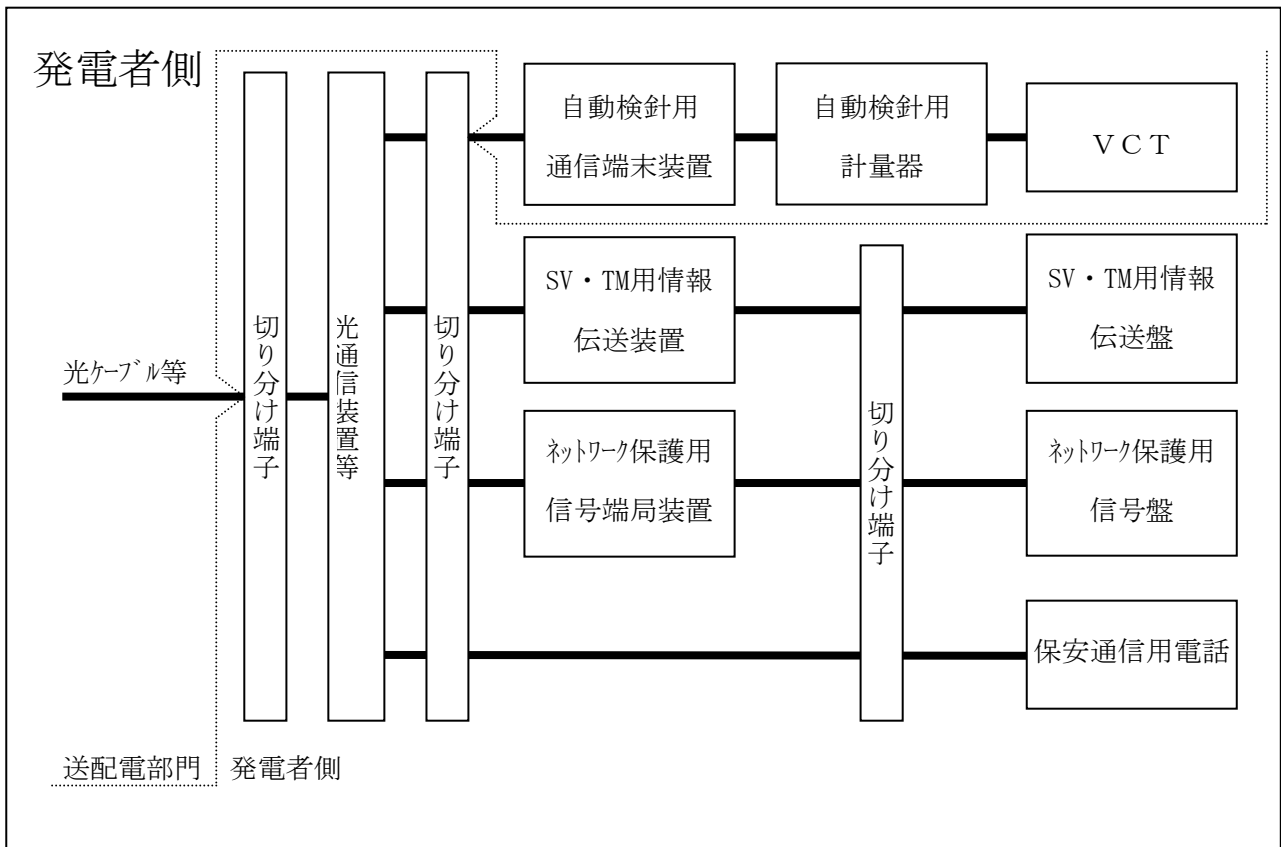 発電者側
自動検針用
通信端末装置
自動検針用
計量器
ＶＣＴ
SV・TM用情報
伝送装置
SV・TM用情報
伝送盤
光ｹｰﾌﾞﾙ等
切り分け端子
光通信装置等
切り分け端子
切り分け端子
ﾈｯﾄﾜｰｸ保護用
信号端局装置
ﾈｯﾄﾜｰｸ保護用
信号盤
保安通信用電話
送配電部門
発電者側